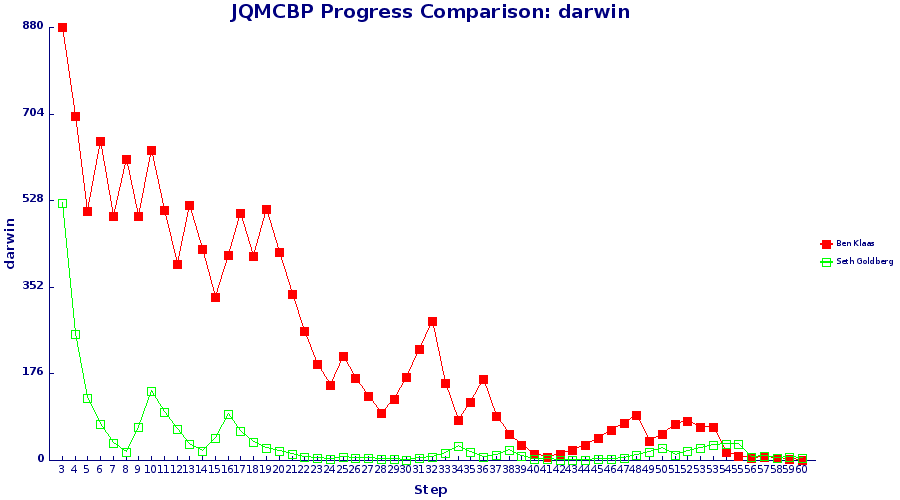 JQMCBP Progress Comparison: darwin
880
704
528
352
176
0
darwin
3 4 5 6 7 8 9 10 11 12 13 14 15 16 17 18 19 20 21 22 23 24 25 26 27 28 29 30 31 32 33 34 35 36 37 38 39 40 41 42 43 44 45 46 47 48 49 50 51 52 53 54 55 56 57 58 59 60
Step
Ben Klaas
Seth Goldberg